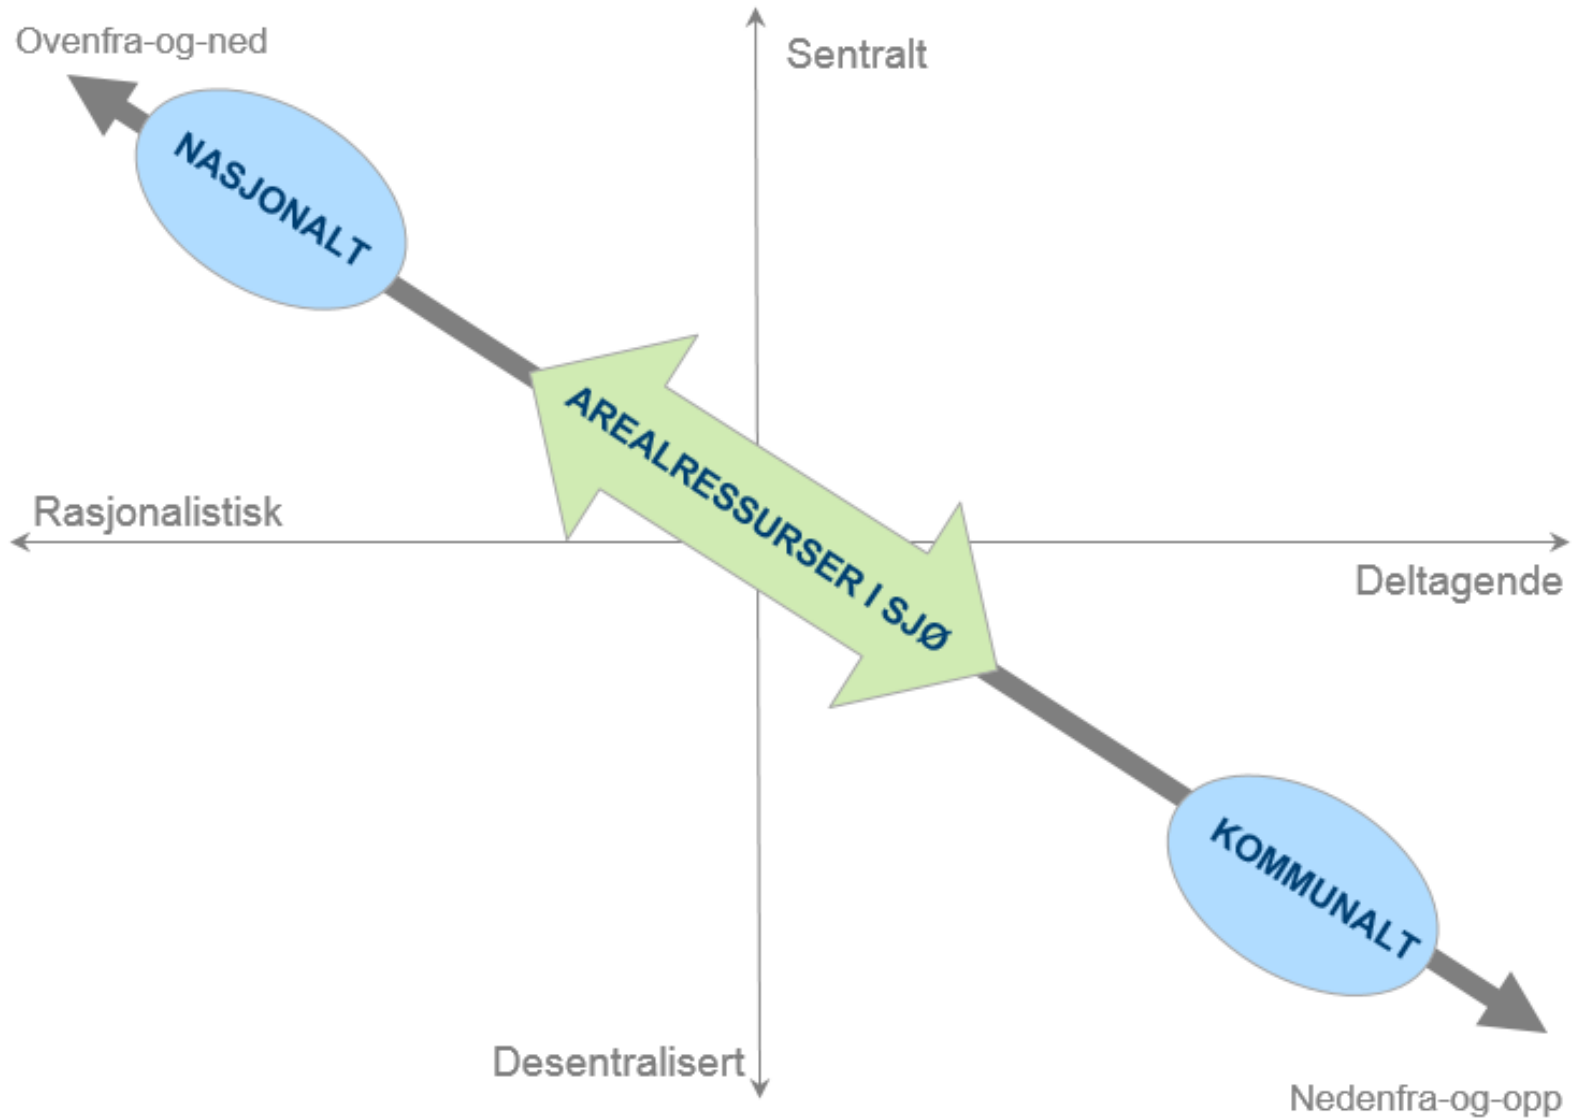 Ovenfra-og-ned
Sentralt
NASJONALT
AREALRESSURSER I SJØ
Rasjonalistisk
Deltagende
KOMMUNALT
Desentralisert
Nedenfra-og-opp